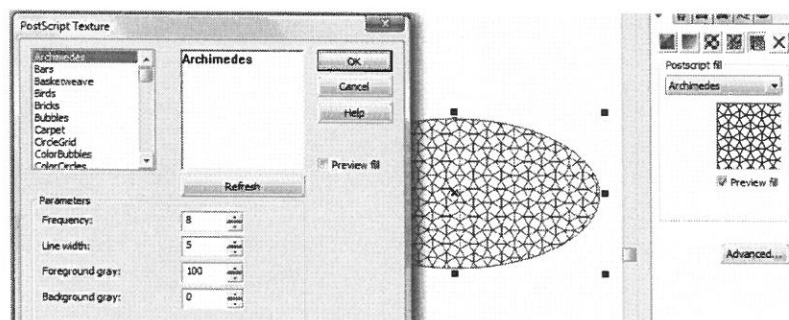 PostScript Texture
Archimedes
Bars
Basketweave
Birds
Bricks
Bubbles
Carpet
CircleGrid
ColorBubbles
ColorCircles
Archimedes
OK
Cancel
Help
Preview fill
Refresh
Parameters
Frequency: 8
Line width: 5
Foreground gray: 100
Background gray: 0
Postscript fill
Archimedes
Preview fill
Advanced...